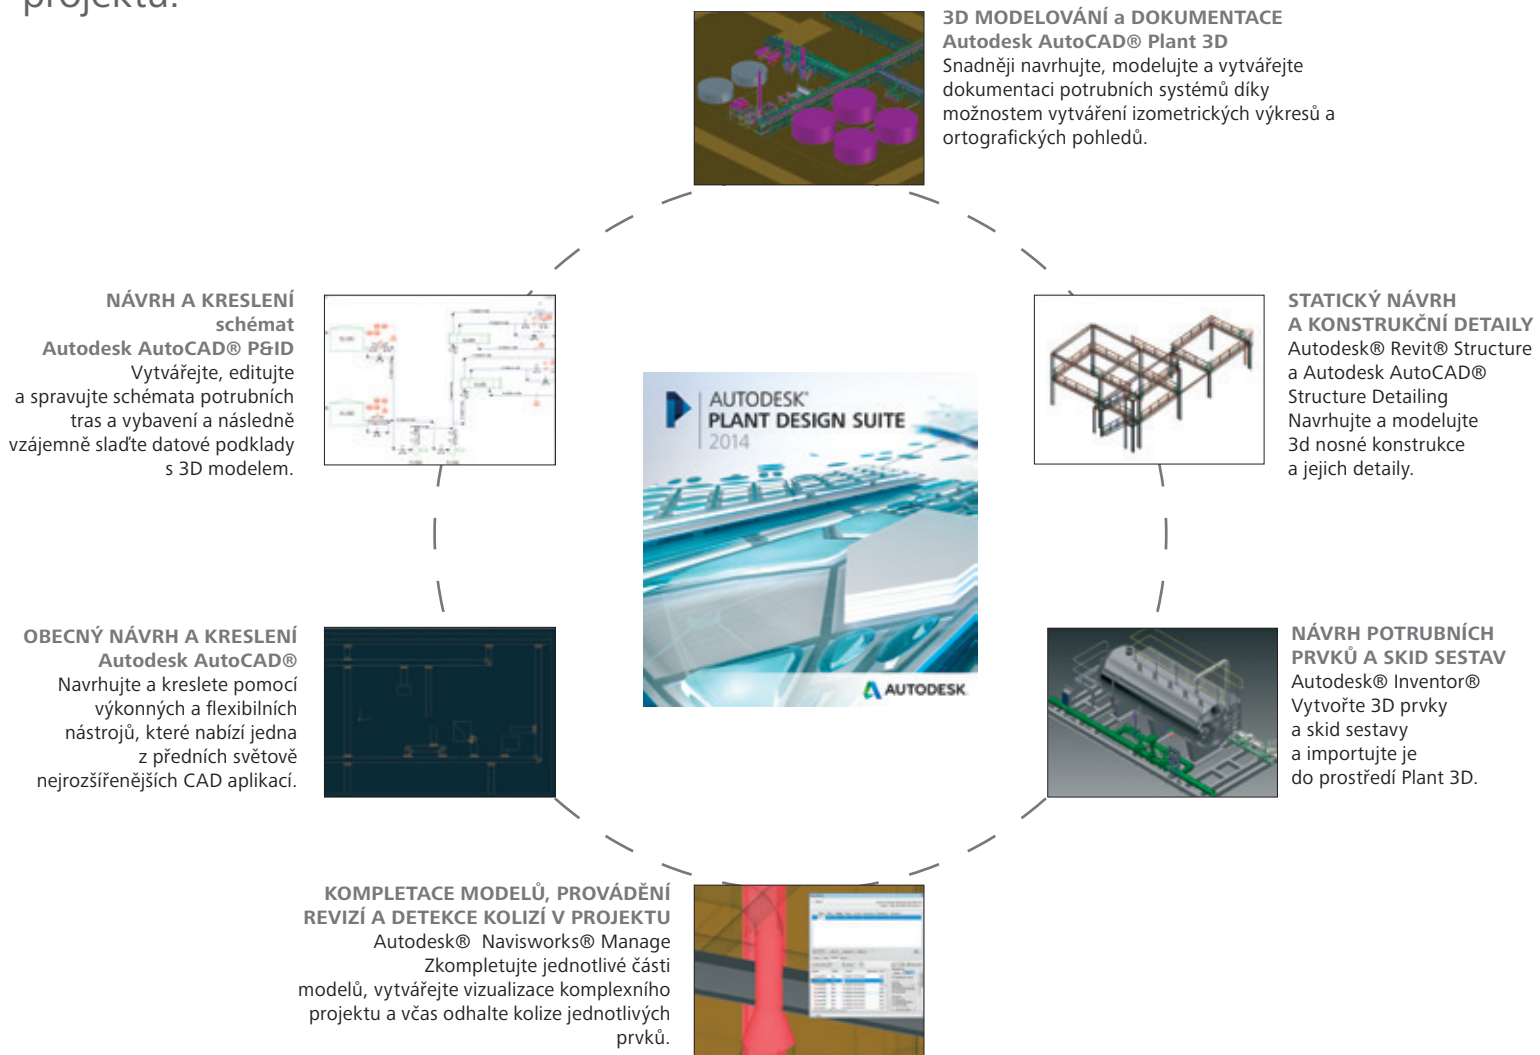 projektu.
3D MODELOVÁNÍ a DOKUMENTACE
Autodesk AutoCAD® Plant 3D
Snadněji navrhujte, modelujte a vytvářejte
dokumentaci potrubních systémů díky
možnostem vytváření izometrických výkresů a
ortografických pohledů.
NÁVRH A KRESLENÍ
schémat
Autodesk AutoCAD® P&ID
Vytvářejte, editujte
a spravujte schémata potrubních
tras a vybavení a následně
vzájemně slaďte datové podklady
s 3D modelem.
STATICKÝ NÁVRH
A KONSTRUKČNÍ DETAILY
Autodesk® Revit® Structure
a Autodesk AutoCAD®
Structure Detailing
Navrhujte a modelujte
3d nosné konstrukce
a jejich detaily.
AUTODESK®
PLANT DESIGN SUITE
2014
AUTODESK
OBECNÝ NÁVRH A KRESLENÍ
Autodesk AutoCAD®
Navrhujte a kreslete pomocí
výkonných a flexibilních
nástrojů, které nabízí jedna
z předních světově
nejrozšířenějších CAD aplikací.
NÁVRH POTRUBNÍCH
PRVKŮ A SKID SESTAV
Autodesk® Inventor®
Vytvořte 3D prvky
a skid sestavy
a importujte je
do prostředí Plant 3D.
KOMPLETACE MODELŮ, PROVÁDĚNÍ
REVIZÍ A DETEKCE KOLIZÍ V PROJEKTU
Autodesk® Navisworks® Manage
Zkompletujte jednotlivé části
modelů, vytvářejte vizualizace komplexního
projektu a včas odhalte kolize jednotlivých
prvků.